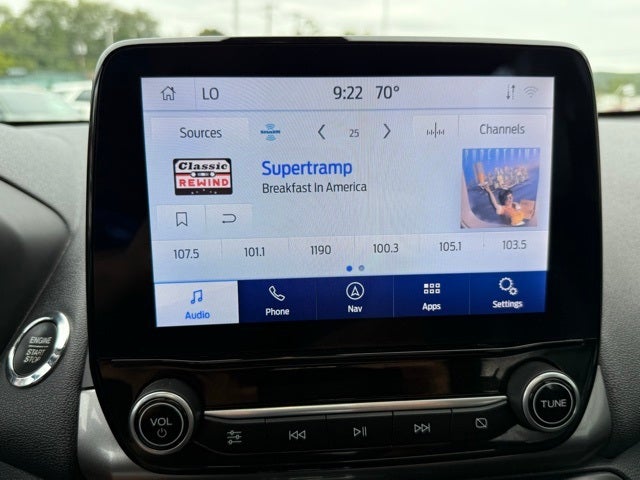 LO 9:22 70°
Sources SiriusXM 25 Channels
Classic
REWIND
Supertramp
Breakfast In America
SUPERTRAMP
107.5 101.1 1190 100.3 105.1 103.5
Audio Phone Nav Apps Settings
ENGINE
START
STOP
VOL
TUNE